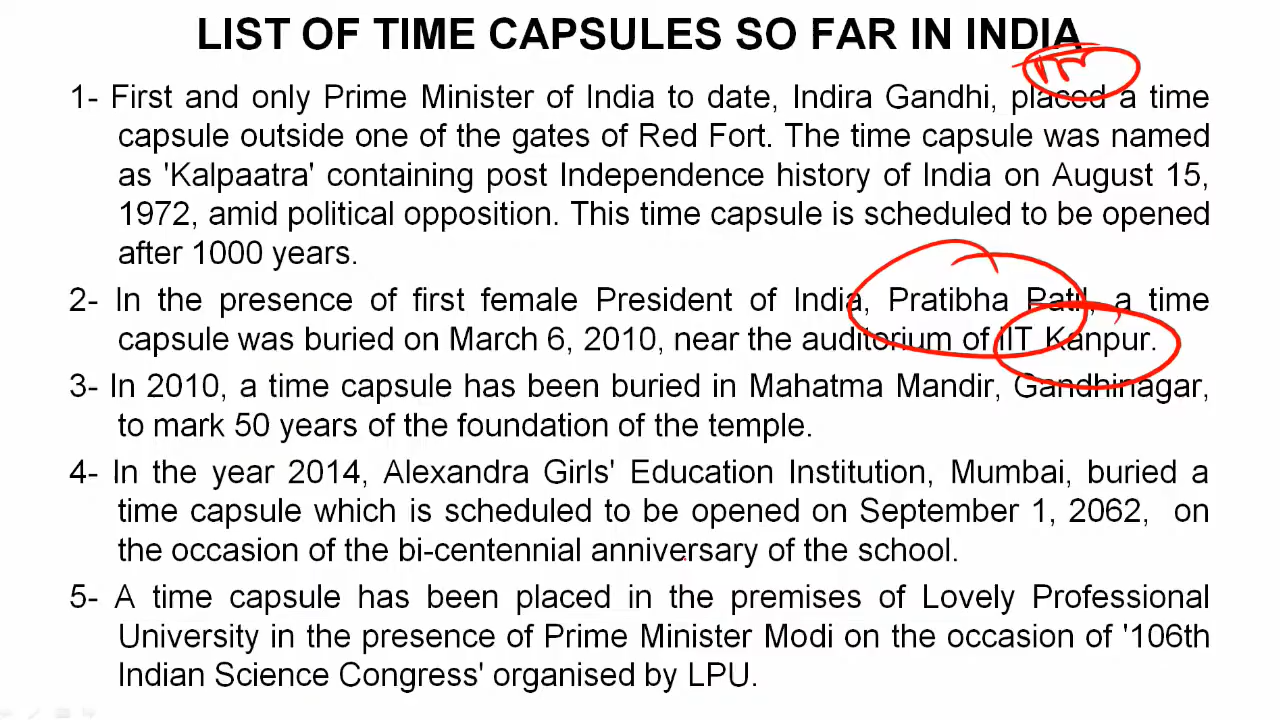 LIST OF TIME CAPSULES SO FAR IN INDIA
1- First and only Prime Minister of India to date, Indira Gandhi, placed a time
capsule outside one of the gates of Red Fort. The time capsule was named
as 'Kalpaatra' containing post Independence history of India on August 15,
1972, amid political opposition. This time capsule is scheduled to be opened
after 1000 years.
2- In the presence of first female President of India, Pratibha Patil, a time
capsule was buried on March 6, 2010, near the auditorium of IIT Kanpur.
3- In 2010, a time capsule has been buried in Mahatma Mandir, Gandhinagar,
to mark 50 years of the foundation of the temple.
4- In the year 2014, Alexandra Girls' Education Institution, Mumbai, buried a
time capsule which is scheduled to be opened on September 1, 2062, on
the occasion of the bi-centennial anniversary of the school.
5- A time capsule has been placed in the premises of Lovely Professional
University in the presence of Prime Minister Modi on the occasion of '106th
Indian Science Congress' organised by LPU.